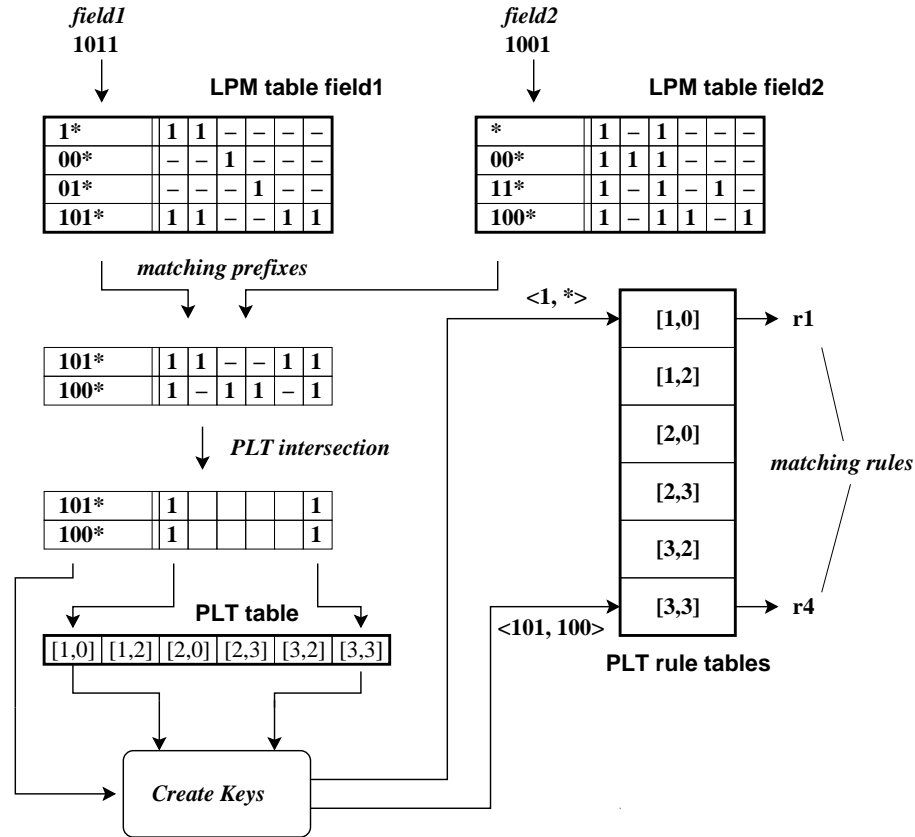 field1
1011
field2
1001
LPM table field1
LPM table field2
1* 1 1 – – – –
00* – – 1 – – –
01* – – – 1 – –
101* 1 1 – – 1 1
* 1 – 1 – – –
00* 1 1 1 – – –
11* 1 – 1 – 1 –
100* 1 – 1 1 – 1
matching prefixes
<1, *>
101* 1 1 – – 1 1
100* 1 – 1 1 – 1
PLT intersection
101* 1 1
100* 1 1
PLT table
[1,0] [1,2] [2,0] [2,3] [3,2] [3,3]
Create Keys
[1,0] r1
[1,2]
[2,0]
matching rules
[2,3]
[3,2]
[3,3] r4
<101, 100>
PLT rule tables